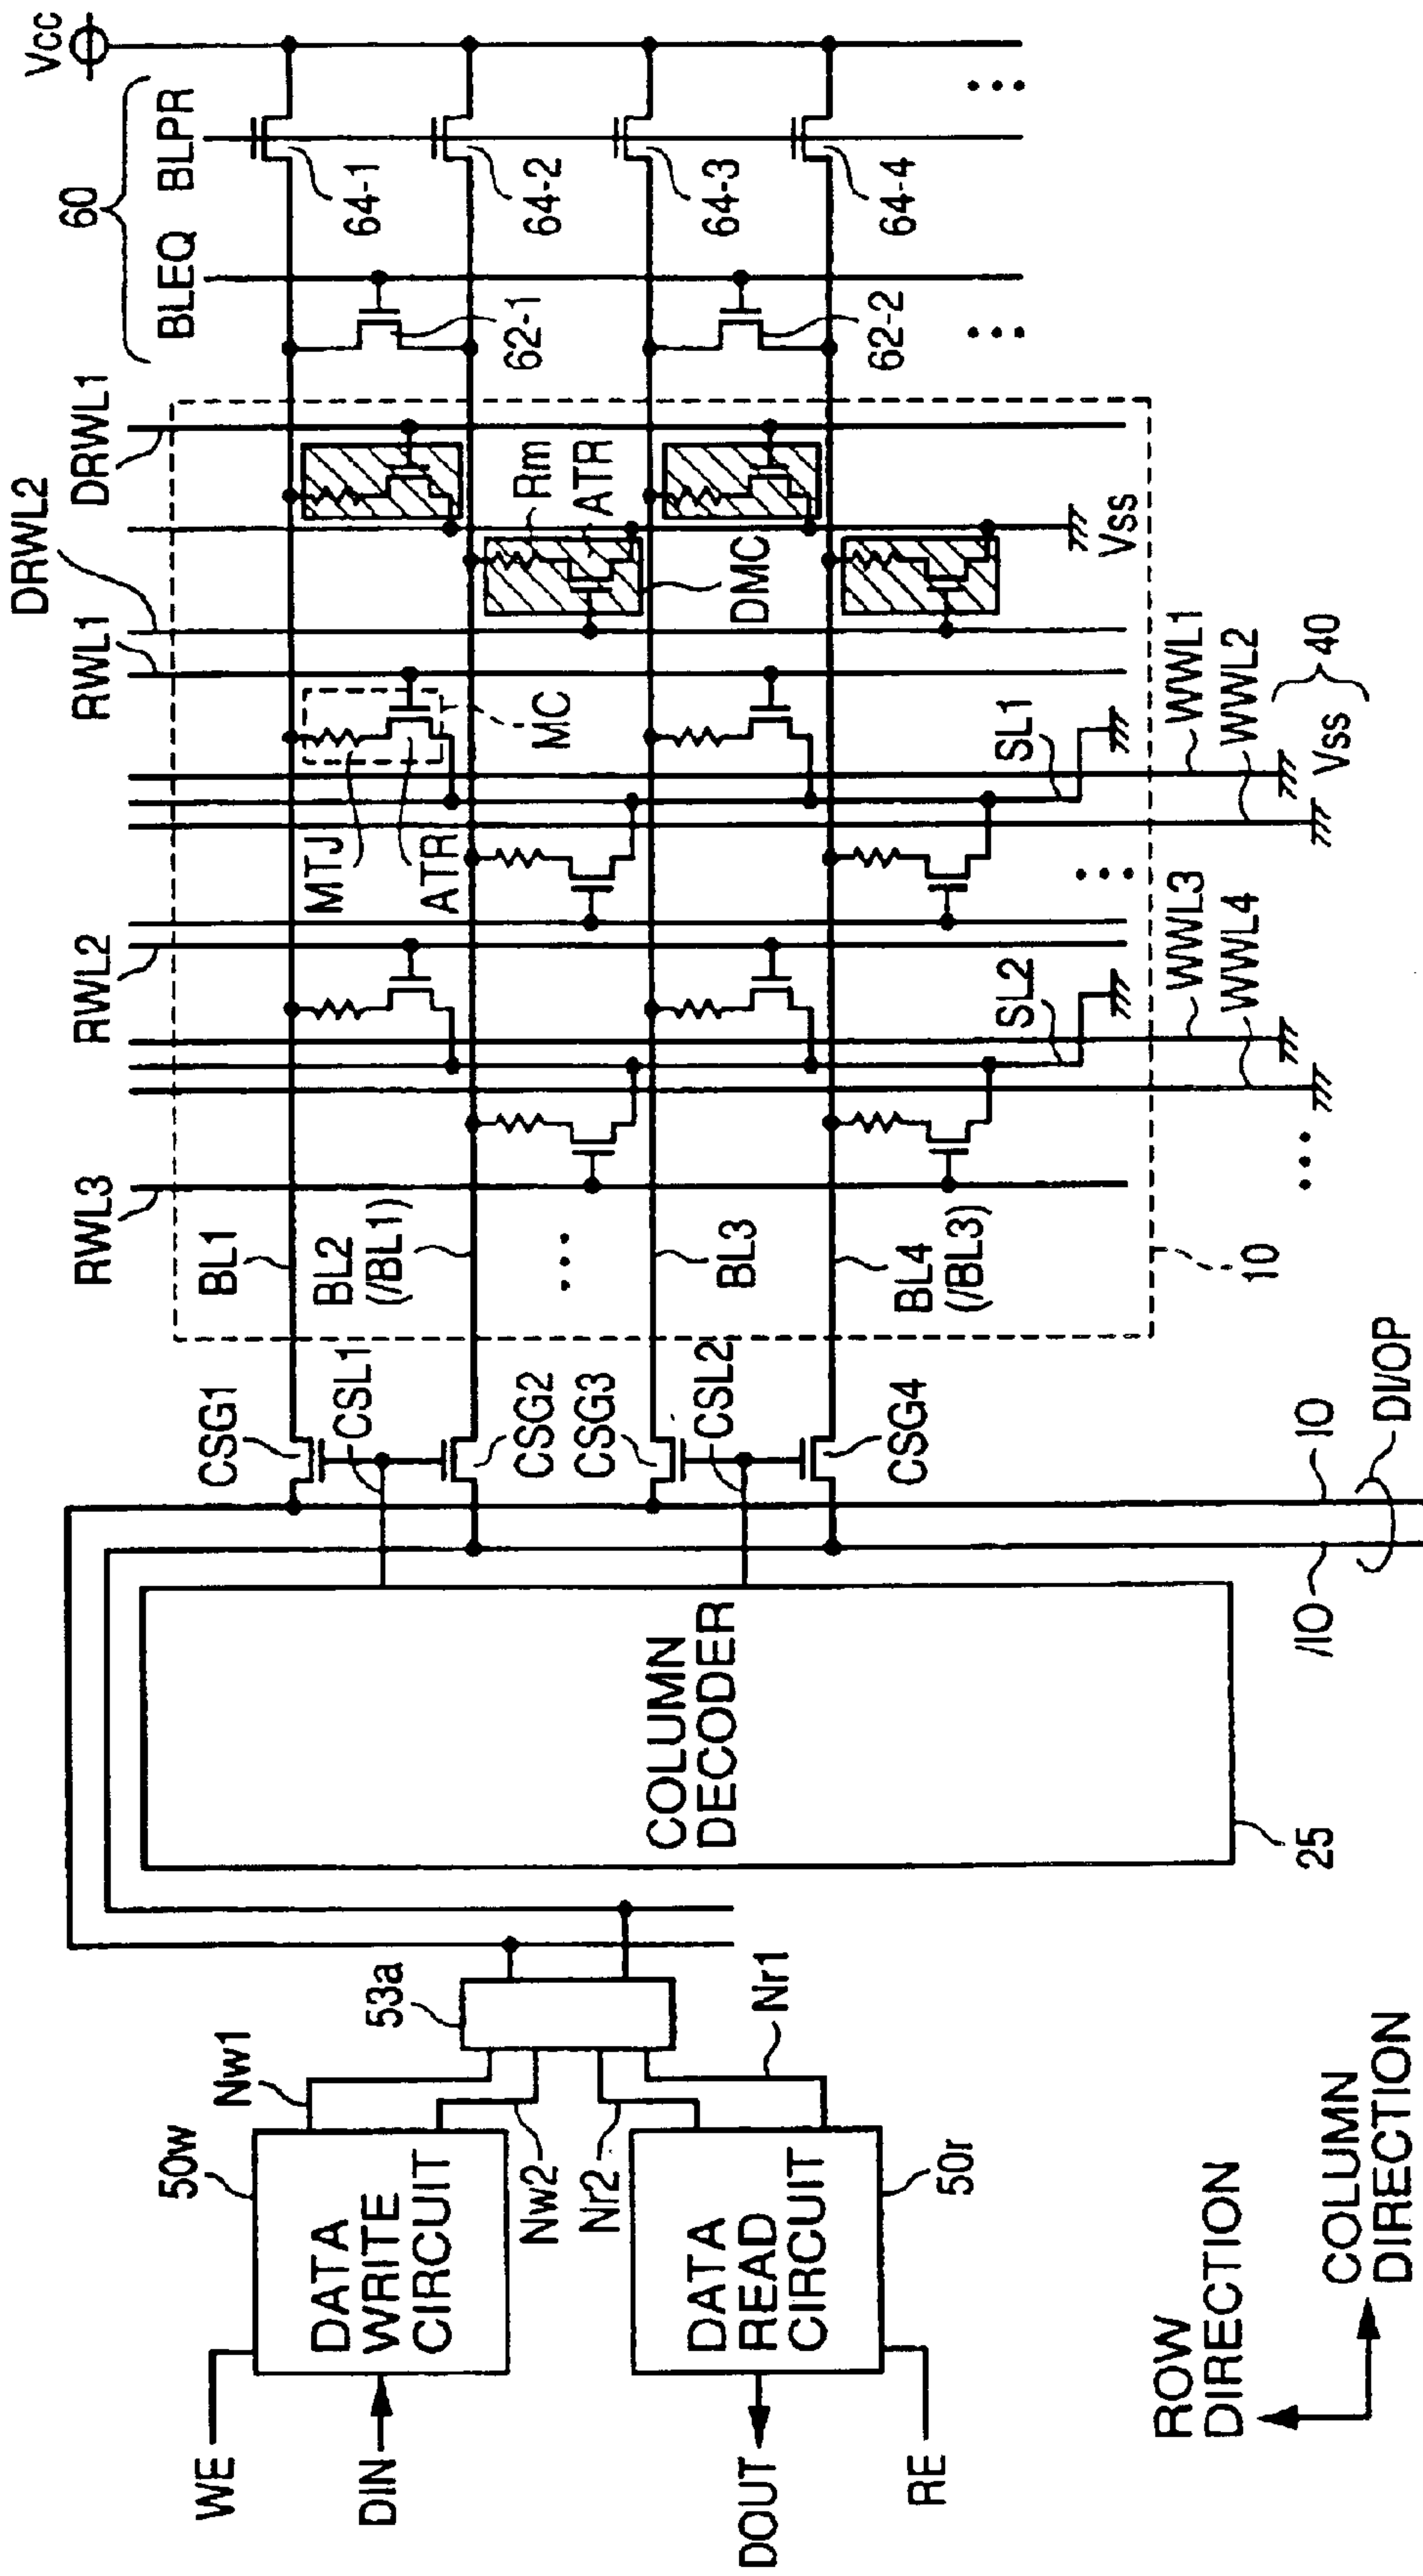 Vcc
60
BLEQ BLPR
64-1
64-2
64-3
64-4
62-1
62-2
DRWL1
DRWL2
RWL1
Rm
ATR
DMC
Vss
MC
MTJ
ATR
SL1
WWL1
WWL2
40
Vss
RWL2
SL2
WWL3
WWL4
RWL3
BL1
BL2
(/BL1)
BL3
BL4
(/BL3)
10
CSG1
CSL1
CSG2
CSG3
CSL2
CSG4
IO
/IO
DI/OP
COLUMN
DECODER
25
53a
Nw1
Nw2
Nr2
Nr1
50w
DATA
WRITE
CIRCUIT
50r
DATA
READ
CIRCUIT
WE
DIN
DOUT
RE
ROW
DIRECTION
COLUMN
DIRECTION